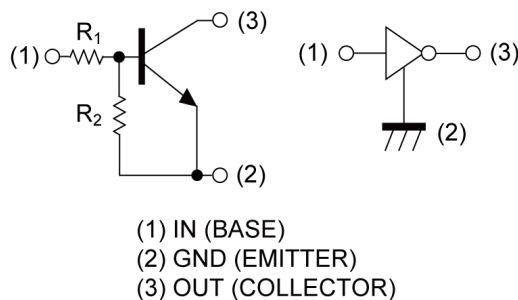 (3)
R₁
(1)
R₂
(2)
(1)
(3)
(2)
(1) IN (BASE)
(2) GND (EMITTER)
(3) OUT (COLLECTOR)